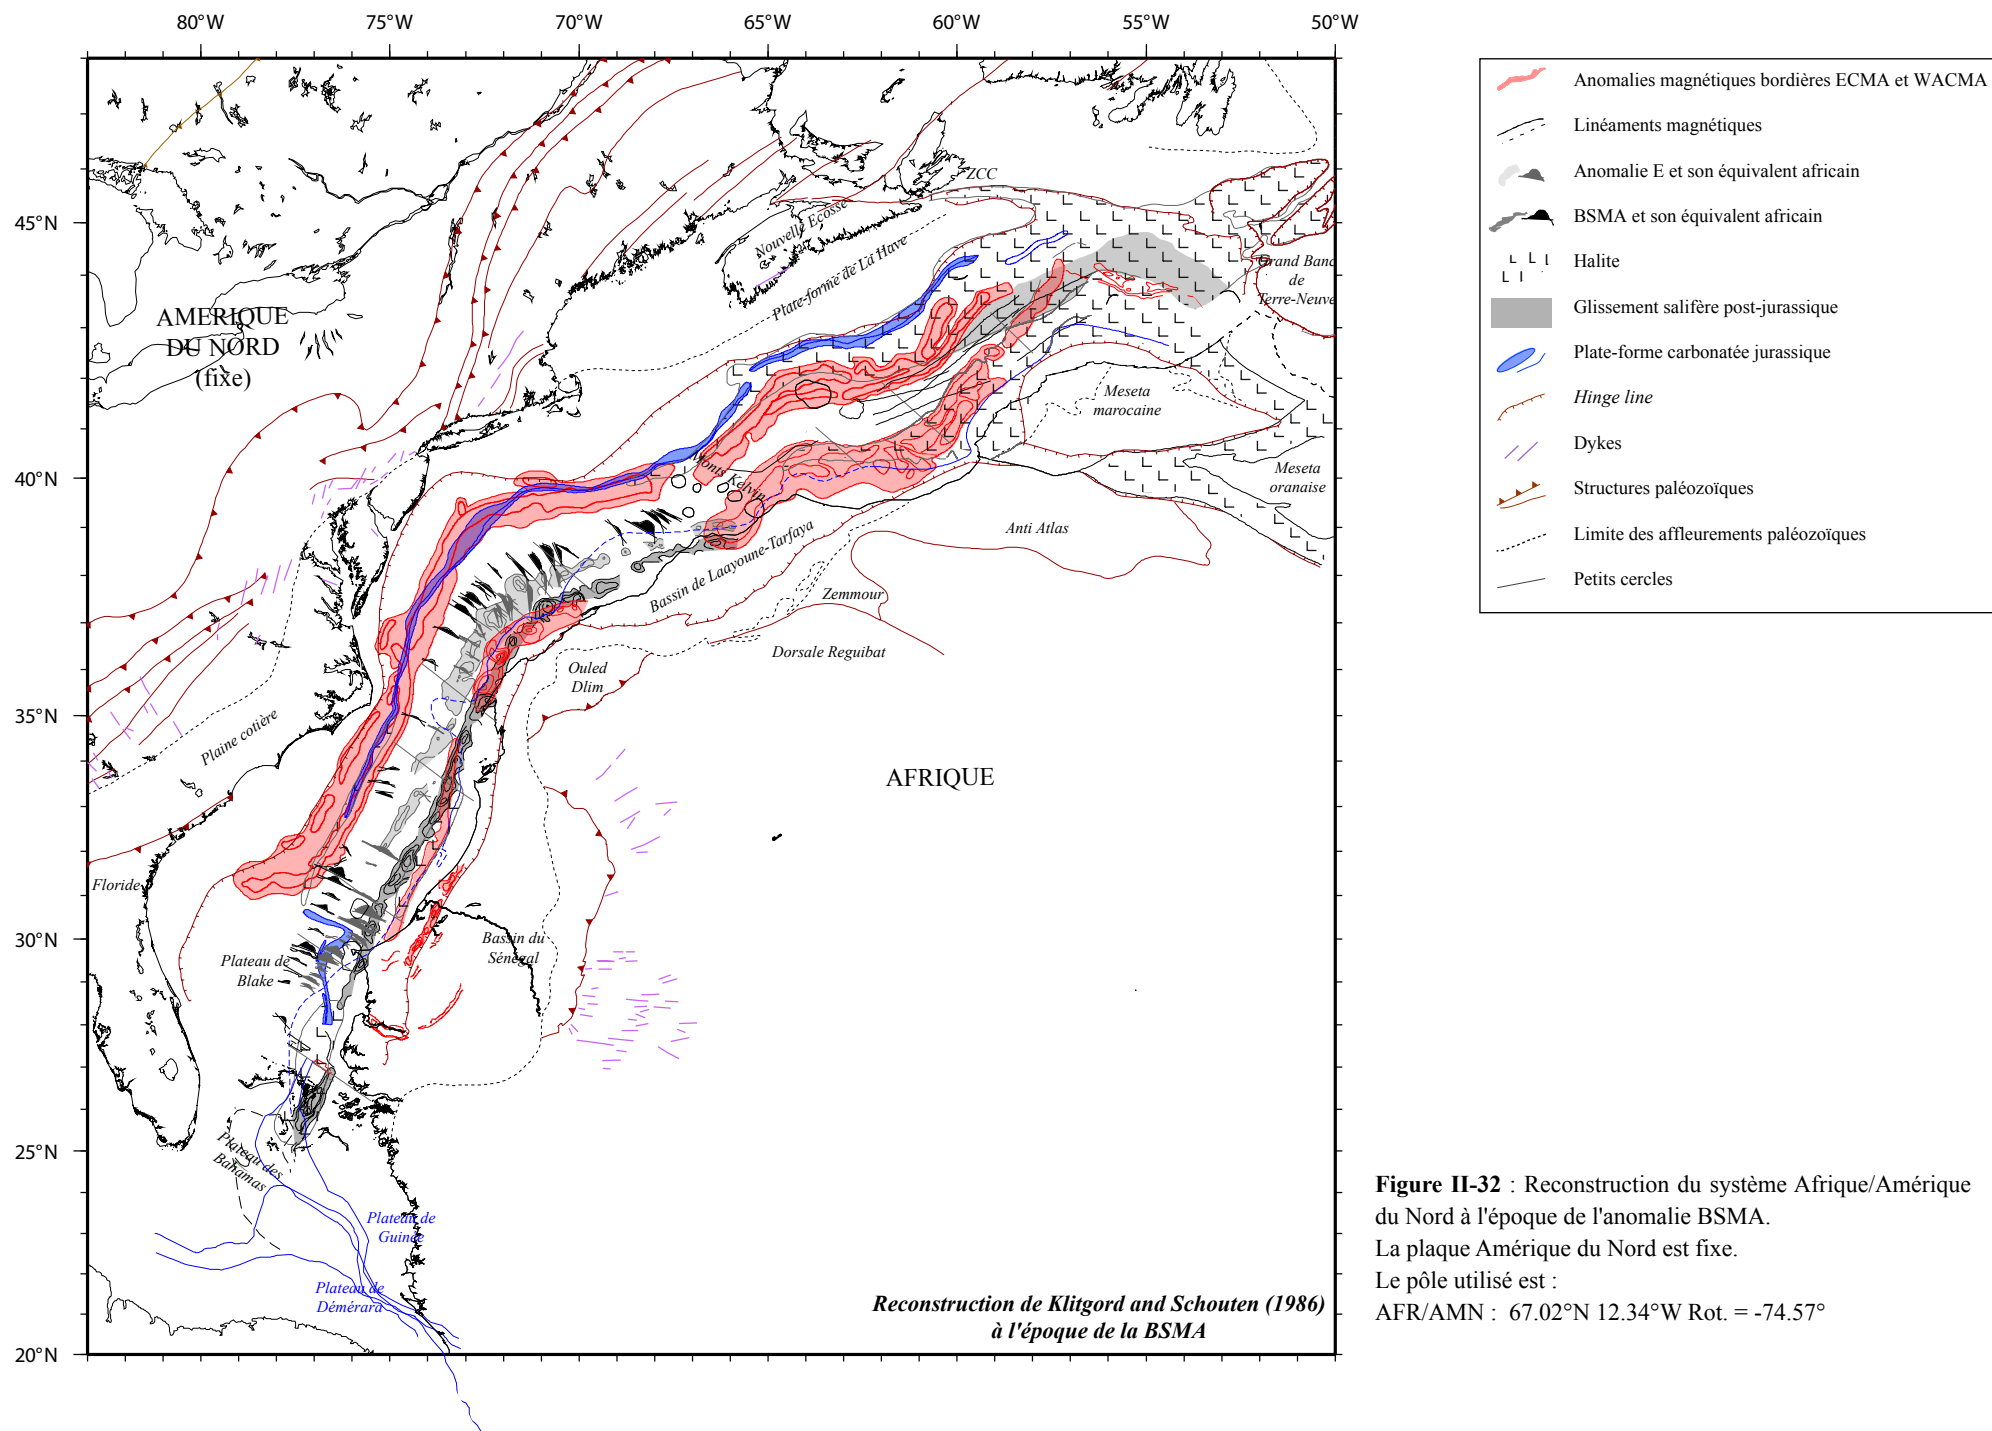 80°W 75°W 70°W 65°W 60°W 55°W 50°W
45°N
40°N
35°N
30°N
25°N
20°N
AMERIQUE
DU NORD
(fixe)
AFRIQUE
ZCC
Nouvelle Ecosse
Plate-forme de La Have
Grand Banc
de
Terre-Neuve
Meseta
marocaine
Meseta
oranaise
Monts Kelvin
Anti Atlas
Bassin de Laayoune-Tarfaya
Zemmour
Dorsale Reguibat
Ouled
Dlim
Plaine cotière
Floride
Bassin du
Sénégal
Plateau de
Blake
Plateau des
Bahamas
Plateau de
Guinée
Plateau de
Démérara
Reconstruction de Klitgord and Schouten (1986)
à l'époque de la BSMA
Anomalies magnétiques bordières ECMA et WACMA
Linéaments magnétiques
Anomalie E et son équivalent africain
BSMA et son équivalent africain
Halite
Glissement salifère post-jurassique
Plate-forme carbonatée jurassique
Hinge line
Dykes
Structures paléozoïques
Limite des affleurements paléozoïques
Petits cercles
Figure II-32 : Reconstruction du système Afrique/Amérique
du Nord à l'époque de l'anomalie BSMA.
La plaque Amérique du Nord est fixe.
Le pôle utilisé est :
AFR/AMN : 67.02°N 12.34°W Rot. = -74.57°